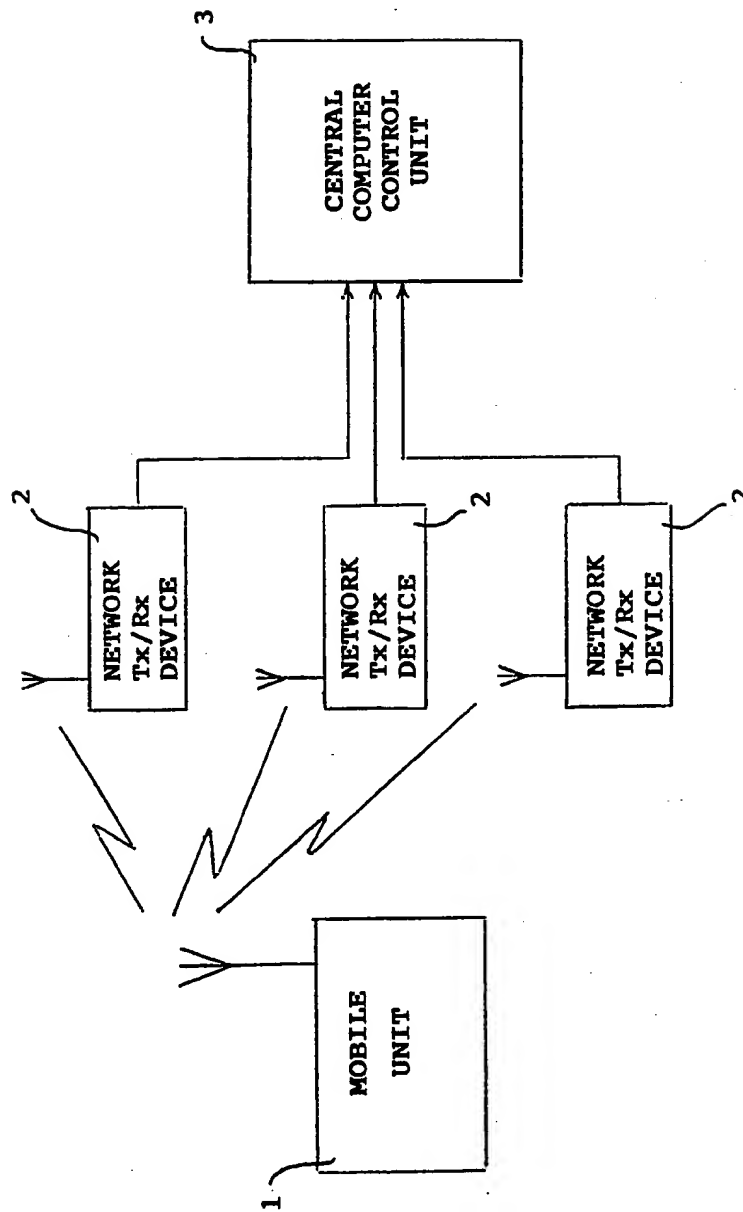 1
MOBILE
UNIT
2
NETWORK
Tx/Rx
DEVICE
2
NETWORK
Tx/Rx
DEVICE
2
NETWORK
Tx/Rx
DEVICE
3
CENTRAL
COMPUTER
CONTROL
UNIT